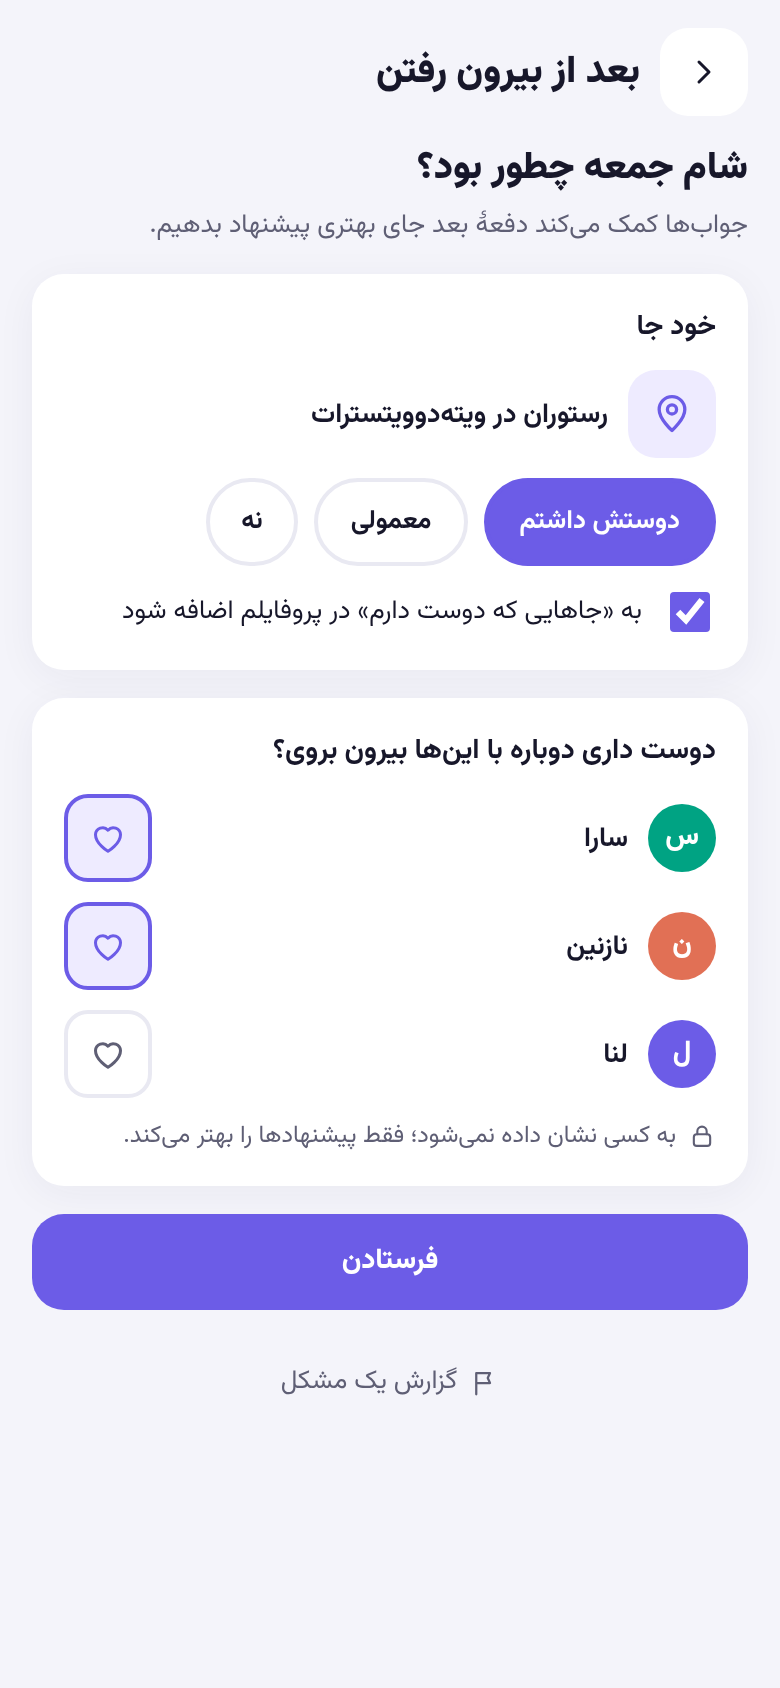 بعد از بیرون رفتن
شام جمعه چطور بود؟
جواب‌ها کمک می‌کند دفعهٔ بعد جای بهتری پیشنهاد بدهیم.
خود جا
رستوران در ویته‌دوویتسترات
دوستش داشتم
معمولی
نه
به «جاهایی که دوست دارم» در پروفایلم اضافه شود
دوست داری دوباره با این‌ها بیرون بروی؟
س
سارا
ن
نازنین
ل
لنا
به کسی نشان داده نمی‌شود؛ فقط پیشنهادها را بهتر می‌کند.
فرستادن
گزارش یک مشکل